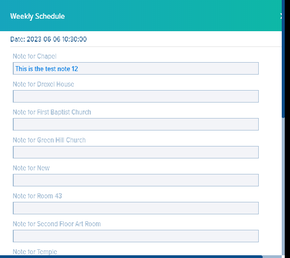 Weekly Schedule
Date: 2023-06-06 10:30:00
Note for Chapel
This is the test note 12
Note for Drexel House
Note for First Baptist Church
Note for Green Hill Church
Note for New
Note for Room 43
Note for Second Floor Art Room
Note for Temple